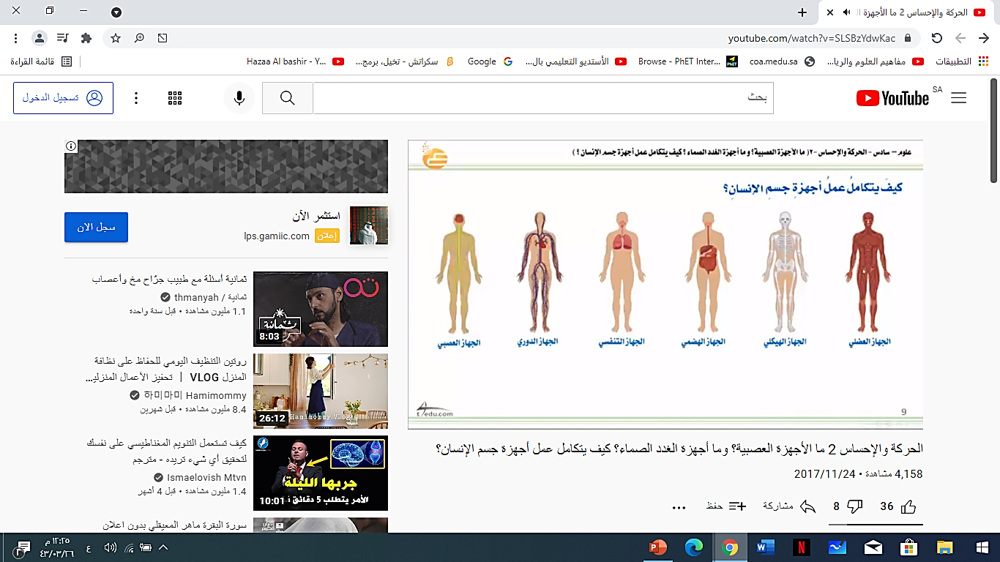 الحركة والإحساس 2 ما الأجهزة ا
youtube.com/watch?v=SLSBzYdwKac
التطبيقات
مفاهيم العلوم والريا...
coa.medu.sa
Browse - PhET Inter...
الأستديو التعليمي بال...
Google
سكراتش - تخيل، برمج...
Hazaa Al bashir - Y...
قائمة القراءة
YouTube SA
بحث
تسجيل الدخول
علوم – سادس - الحركة والإحساس -٢( ما الأجهزة العصبية؟ و ما أجهزة الغدد الصماء ؟ كيف يتكامل عمل أجهزة جسم الإنسان ؟ )
كيفَ يتكاملُ عملُ أجهزةِ جسمِ الإنسانِ؟
الجهاز العضلي
الجهاز الهيكلي
الجهاز الهضمي
الجهاز التنفسي
الجهاز الدوري
الجهاز العصبي
9
الحركة والإحساس 2 ما الأجهزة العصبية؟ وما أجهزة الغدد الصماء؟ كيف يتكامل عمل أجهزة جسم الإنسان؟
4,158 مشاهدة • 2017/11/24
36
8
مشاركة
حفظ
استثمر الآن
إعلان lps.gamiic.com
سجل الان
ثمانية أسئلة مع طبيب جرّاح مخ وأعصاب
ثمانية / thmanyah
1.1 مليون مشاهدة • قبل سنة واحدة
ثمانية
8:03
روتين التنظيف اليومي للحفاظ على نظافة
المنزل VLOG | تحفيز الأعمال المنزلي...
하미마미 Hamimommy
8.4 مليون مشاهدة • قبل شهرين
Hamimommy Vlog
26:12
كيف تستعمل التنويم المغناطيسي على نفسك
لتحقيق أي شيء تريده - مترجم
Ismaelovish Mtvn
1.4 مليون مشاهدة • قبل 4 أشهر
جربها الليلة
الأمر يتطلب 5 دقائق
10:01
سورة البقرة ماهر المعيقلي بدون اعلان
ع
١٢:٢٥ م
٤٣/٠٣/٢٦